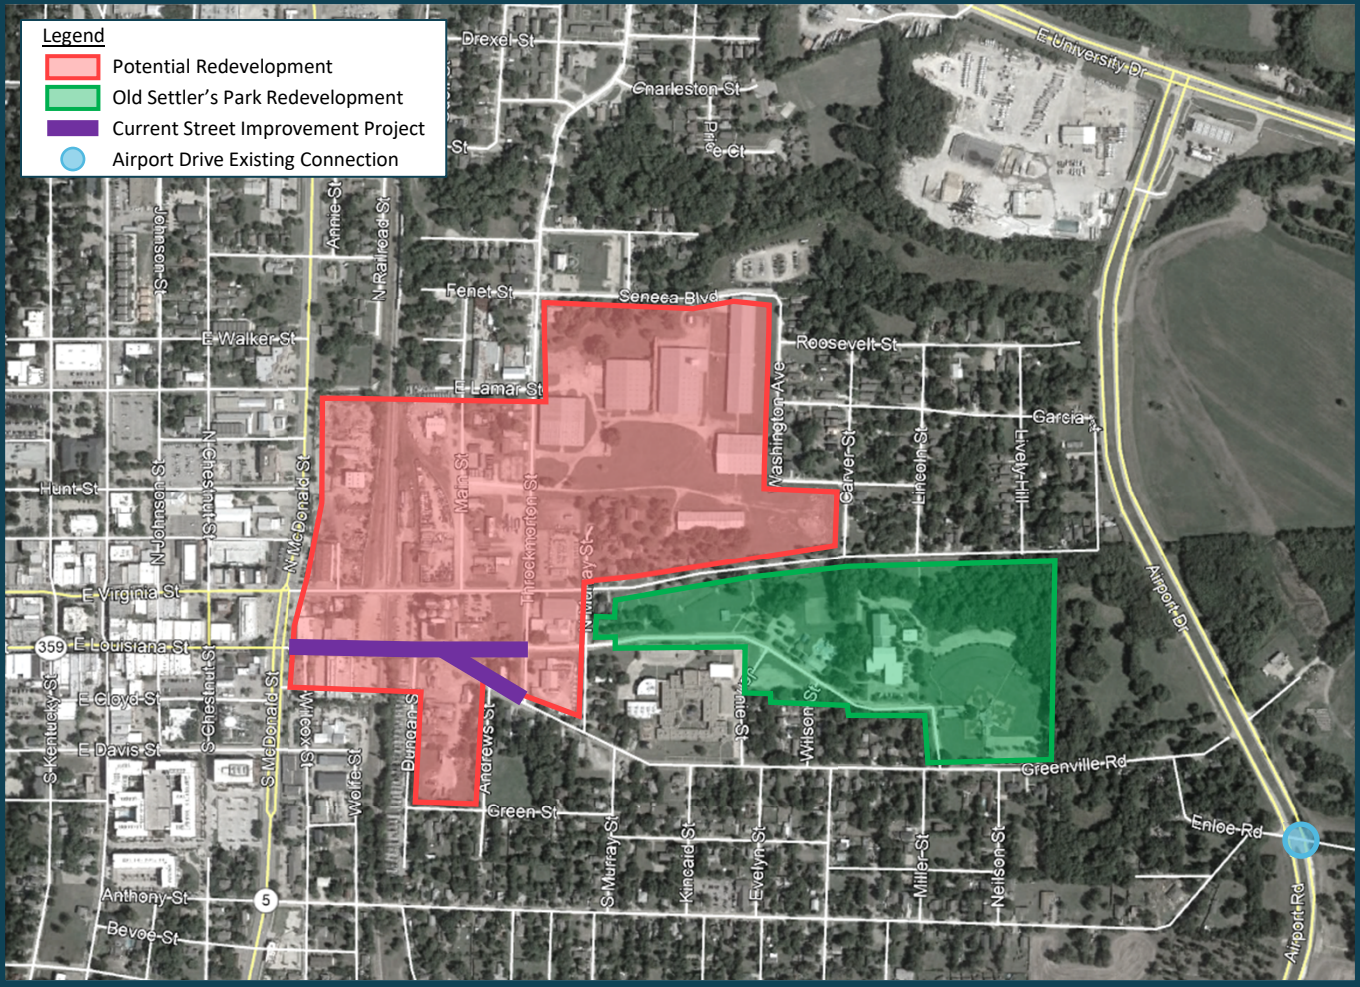 Legend
Potential Redevelopment
Old Settler's Park Redevelopment
Current Street Improvement Project
Airport Drive Existing Connection
Drexel St
E University Dr
Charleston St
Price Ct
St
Johnson St
Annie St
N Railroad St
Fenet St
Seneca Blvd
E Walker St
Roosevelt St
E Lamar St
Washington Ave
Garcia
N Chestnut St
Main St
Carver St
Lincoln St
Lively Hill
Hunt St
N Johnson St
N McDonald St
Throckmorton St
N Murray St
E Virginia St
Airport Dr
359
E Louisiana St
S Kentucky St
E Cloyd St
S Chestnut St
S McDonald St
Wilcox St
Dungan S
Andrews St
Wilson St
E Davis St
Wolfe St
Greenville Rd
Green St
Enloe Rd
S Murray St
Kincaid St
Evelyn St
Miller St
Neilson St
Anthony St
5
Bevoe St
Airport Rd